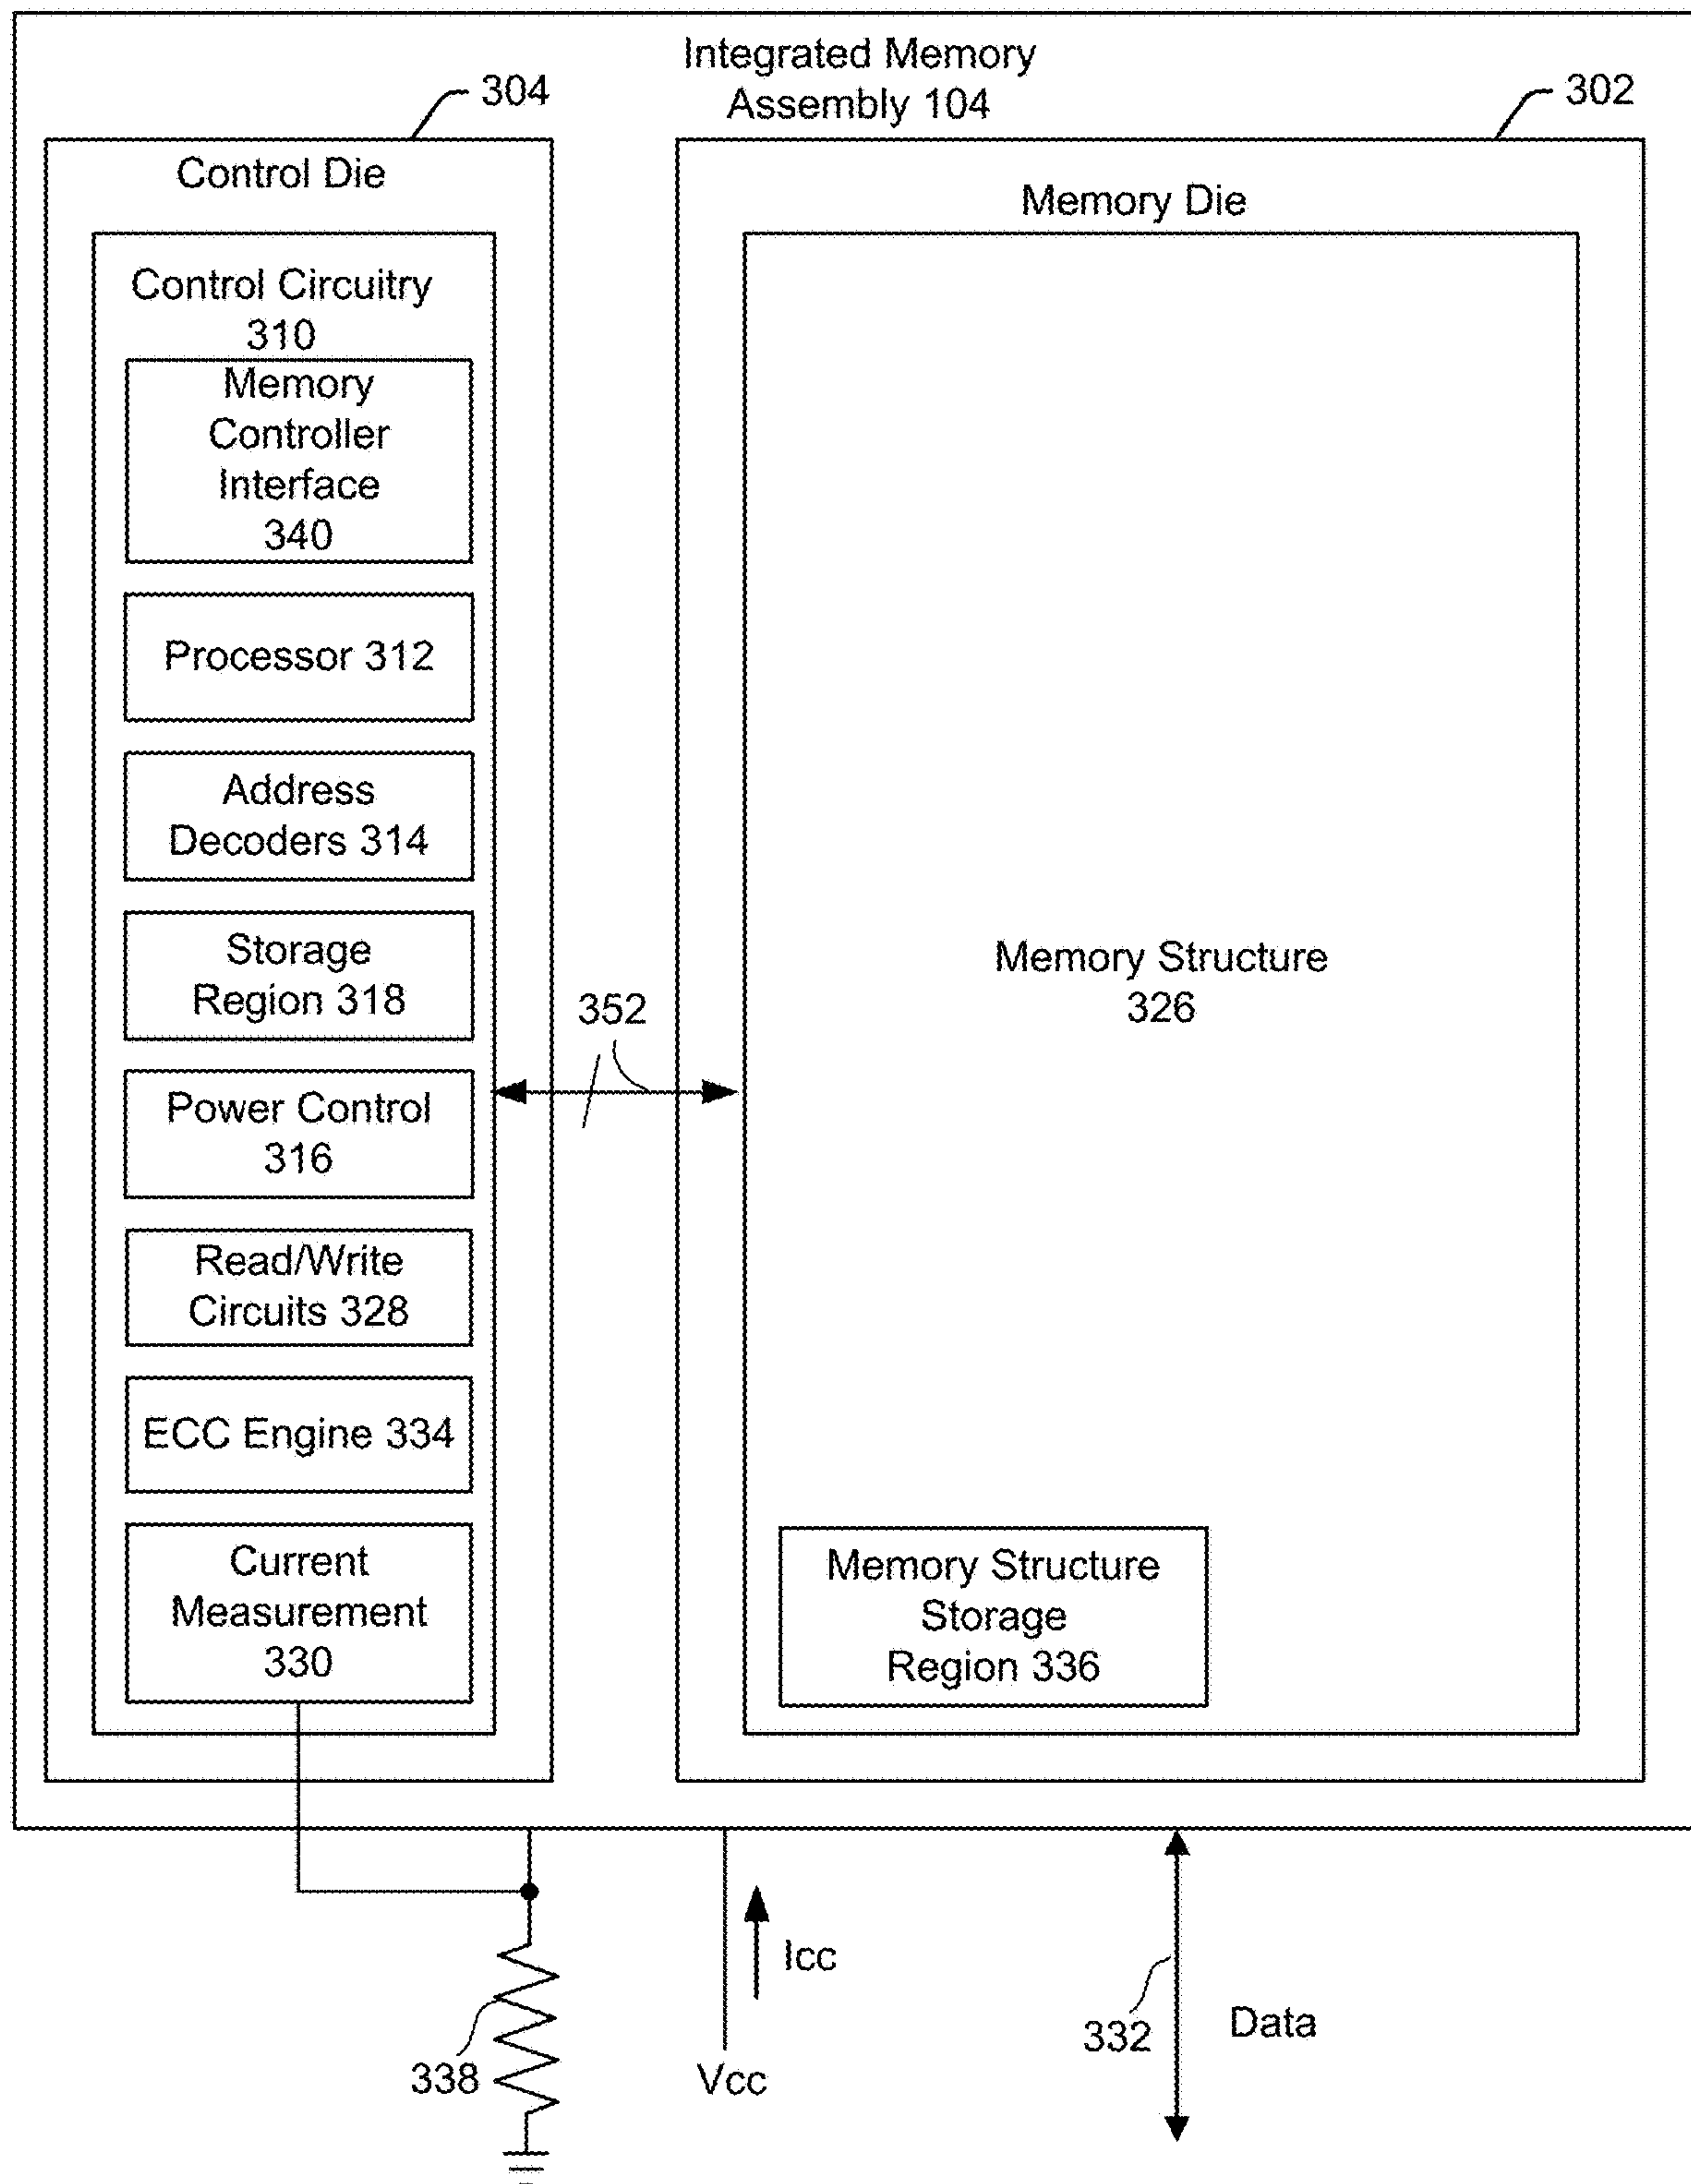 Integrated Memory
Assembly 104
304
302
Control Die
Memory Die
Control Circuitry
310
Memory
Controller
Interface
340
Processor 312
Address
Decoders 314
Storage
Region 318
Power Control
316
Read/Write
Circuits 328
ECC Engine 334
Current
Measurement
330
352
Memory Structure
326
Memory Structure
Storage
Region 336
338
Vcc
Icc
332
Data